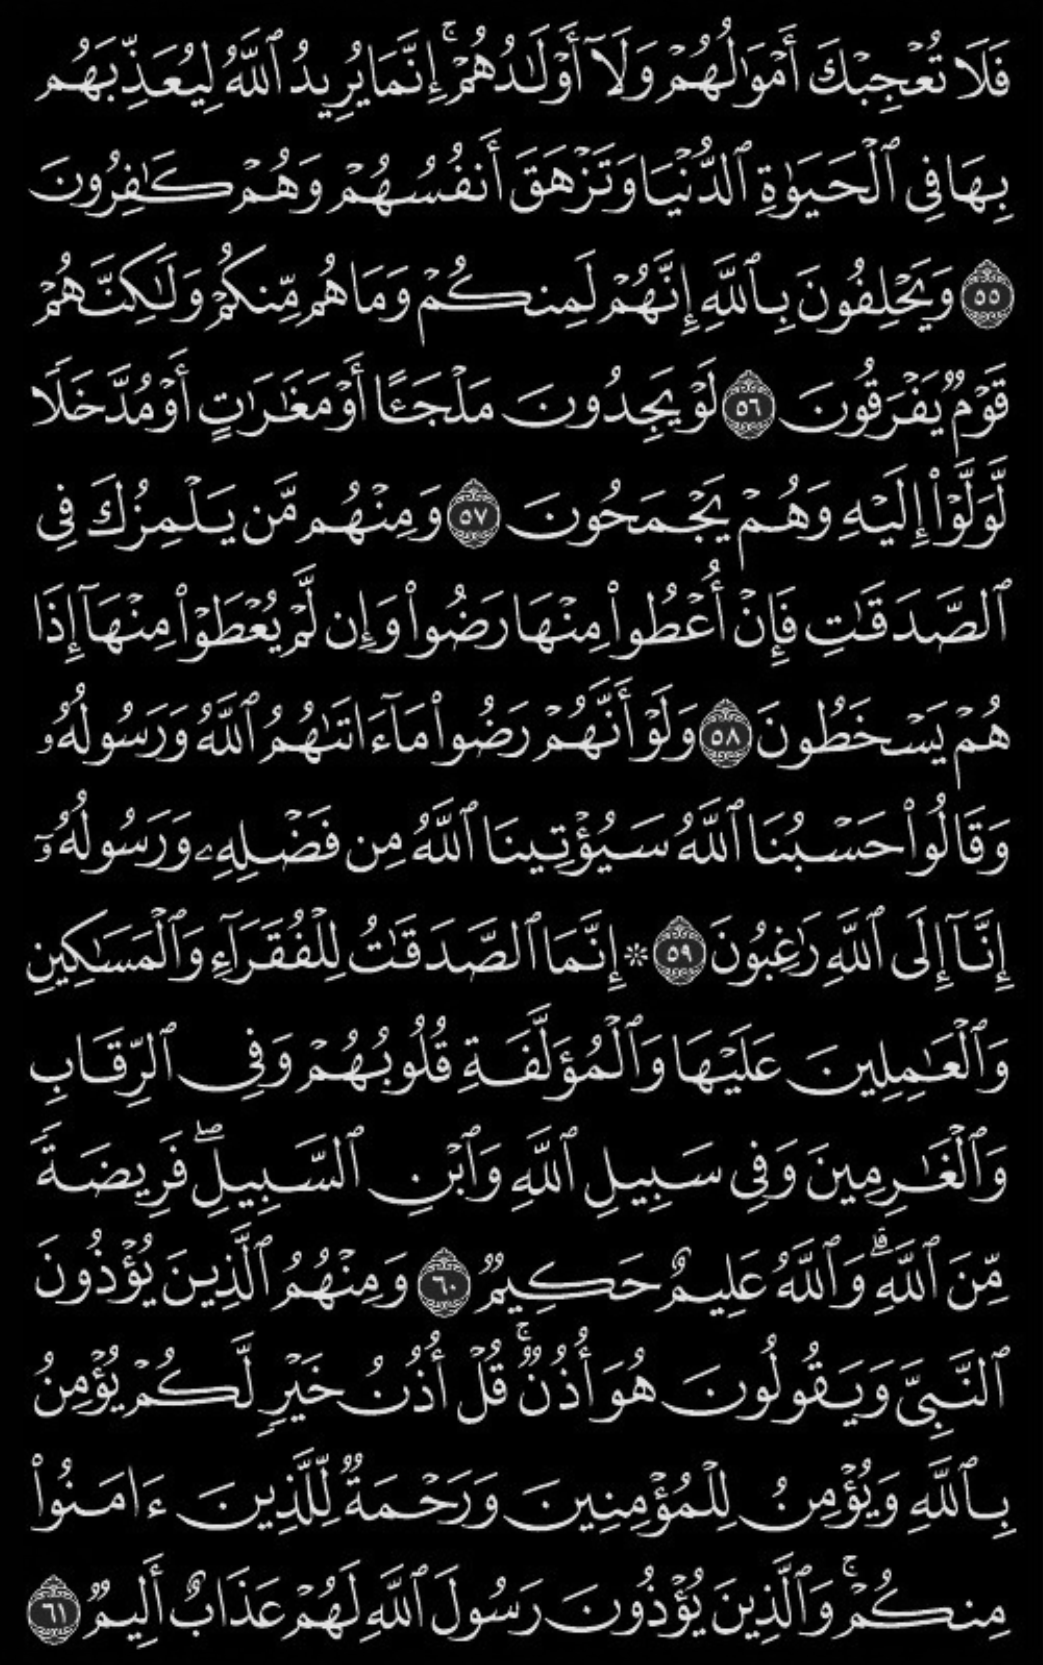 فَلَا تُعۡجِبۡكَ أَمۡوَٰلُهُمۡ وَلَآ أَوۡلَٰدُهُمۡۚ إِنَّمَا يُرِيدُ ٱللَّهُ لِيُعَذِّبَهُم
بِهَا فِي ٱلۡحَيَوٰةِ ٱلدُّنۡيَا وَتَزۡهَقَ أَنفُسُهُمۡ وَهُمۡ كَٰفِرُونَ
٥٥ وَيَحۡلِفُونَ بِٱللَّهِ إِنَّهُمۡ لَمِنكُمۡ وَمَا هُم مِّنكُمۡ وَلَٰكِنَّهُمۡ
قَوۡمٞ يَفۡرَقُونَ ٥٦ لَوۡ يَجِدُونَ مَلۡجَـًٔا أَوۡ مَغَٰرَٰتٍ أَوۡ مُدَّخَلٗا
لَّوَلَّوۡاْ إِلَيۡهِ وَهُمۡ يَجۡمَحُونَ ٥٧ وَمِنۡهُم مَّن يَلۡمِزُكَ فِي
ٱلصَّدَقَٰتِ فَإِنۡ أُعۡطُواْ مِنۡهَا رَضُواْ وَإِن لَّمۡ يُعۡطَوۡاْ مِنۡهَآ إِذَا
هُمۡ يَسۡخَطُونَ ٥٨ وَلَوۡ أَنَّهُمۡ رَضُواْ مَآ ءَاتَىٰهُمُ ٱللَّهُ وَرَسُولُهُۥ
وَقَالُواْ حَسۡبُنَا ٱللَّهُ سَيُؤۡتِينَا ٱللَّهُ مِن فَضۡلِهِۦ وَرَسُولُهُۥٓ
إِنَّآ إِلَى ٱللَّهِ رَٰغِبُونَ ٥٩ * إِنَّمَا ٱلصَّدَقَٰتُ لِلۡفُقَرَآءِ وَٱلۡمَسَٰكِينِ
وَٱلۡعَٰمِلِينَ عَلَيۡهَا وَٱلۡمُؤَلَّفَةِ قُلُوبُهُمۡ وَفِي ٱلرِّقَابِ
وَٱلۡغَٰرِمِينَ وَفِي سَبِيلِ ٱللَّهِ وَٱبۡنِ ٱلسَّبِيلِۖ فَرِيضَةٗ
مِّنَ ٱللَّهِۗ وَٱللَّهُ عَلِيمٌ حَكِيمٞ ٦٠ وَمِنۡهُمُ ٱلَّذِينَ يُؤۡذُونَ
ٱلنَّبِيَّ وَيَقُولُونَ هُوَ أُذُنٞۚ قُلۡ أُذُنُ خَيۡرٖ لَّكُمۡ يُؤۡمِنُ
بِٱللَّهِ وَيُؤۡمِنُ لِلۡمُؤۡمِنِينَ وَرَحۡمَةٞ لِّلَّذِينَ ءَامَنُواْ
مِنكُمۡۚ وَٱلَّذِينَ يُؤۡذُونَ رَسُولَ ٱللَّهِ لَهُمۡ عَذَابٌ أَلِيمٞ ٦١